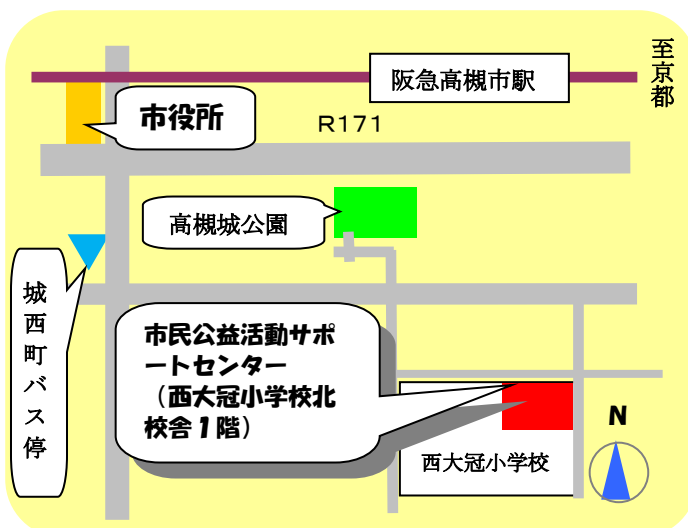 阪急高槻市駅
至京都
市役所
R171
高槻城公園
城西町バス停
市民公益活動サポ
ートセンター
（西大冠小学校北
校舎１階）
西大冠小学校
N